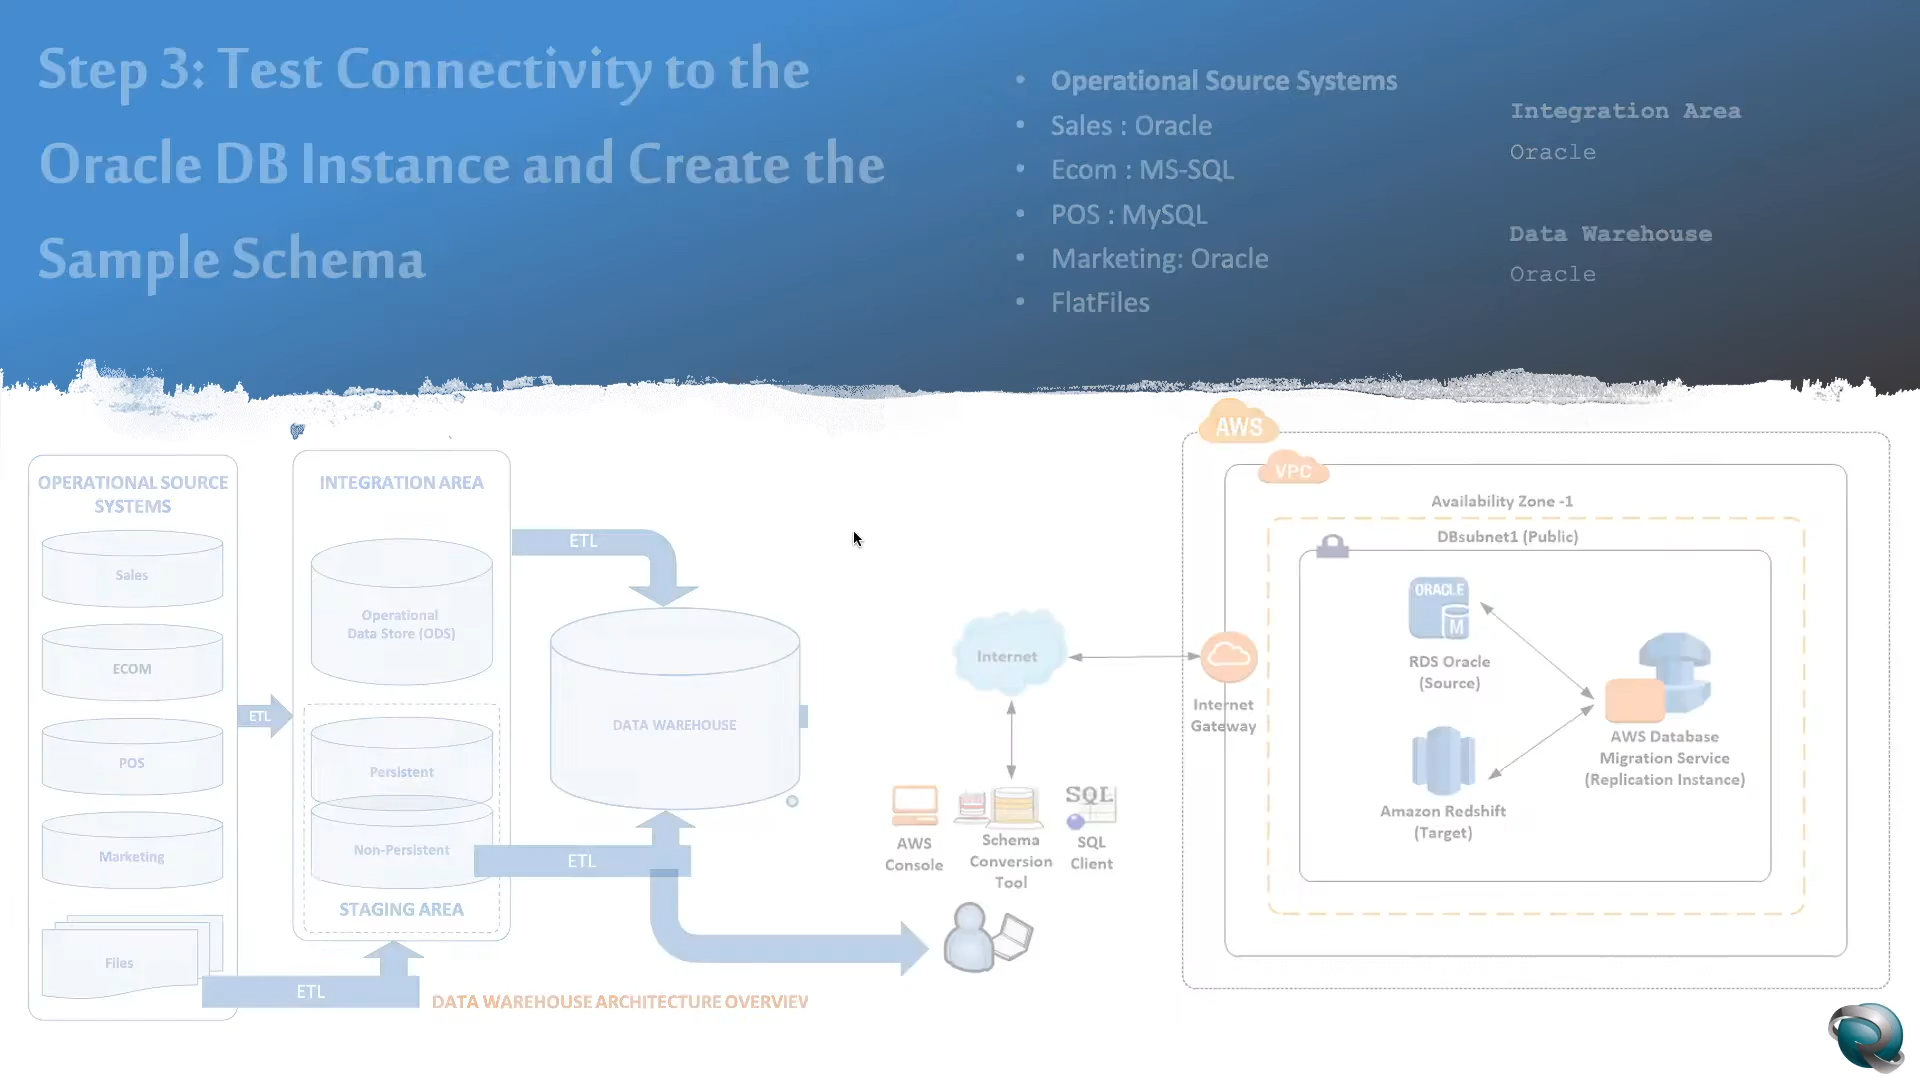 Step 3: Test Connectivity to the
Oracle DB Instance and Create the
Sample Schema
• Operational Source Systems
• Sales : Oracle
• Ecom : MS-SQL
• POS : MySQL
• Marketing: Oracle
• FlatFiles
Integration Area
Oracle
Data Warehouse
Oracle
OPERATIONAL SOURCE
SYSTEMS
Sales
ECOM
POS
Marketing
Files
ETL
ETL
INTEGRATION AREA
Operational
Data Store (ODS)
Persistent
Non-Persistent
STAGING AREA
ETL
DATA WAREHOUSE
ETL
DATA WAREHOUSE ARCHITECTURE OVERVIEV
Internet
AWS
Console
Schema
Conversion
Tool
SQL
SQL
Client
Internet
Gateway
AWS
VPC
Availability Zone -1
DBsubnet1 (Public)
ORACLE
M
RDS Oracle
(Source)
Amazon Redshift
(Target)
AWS Database
Migration Service
(Replication Instance)